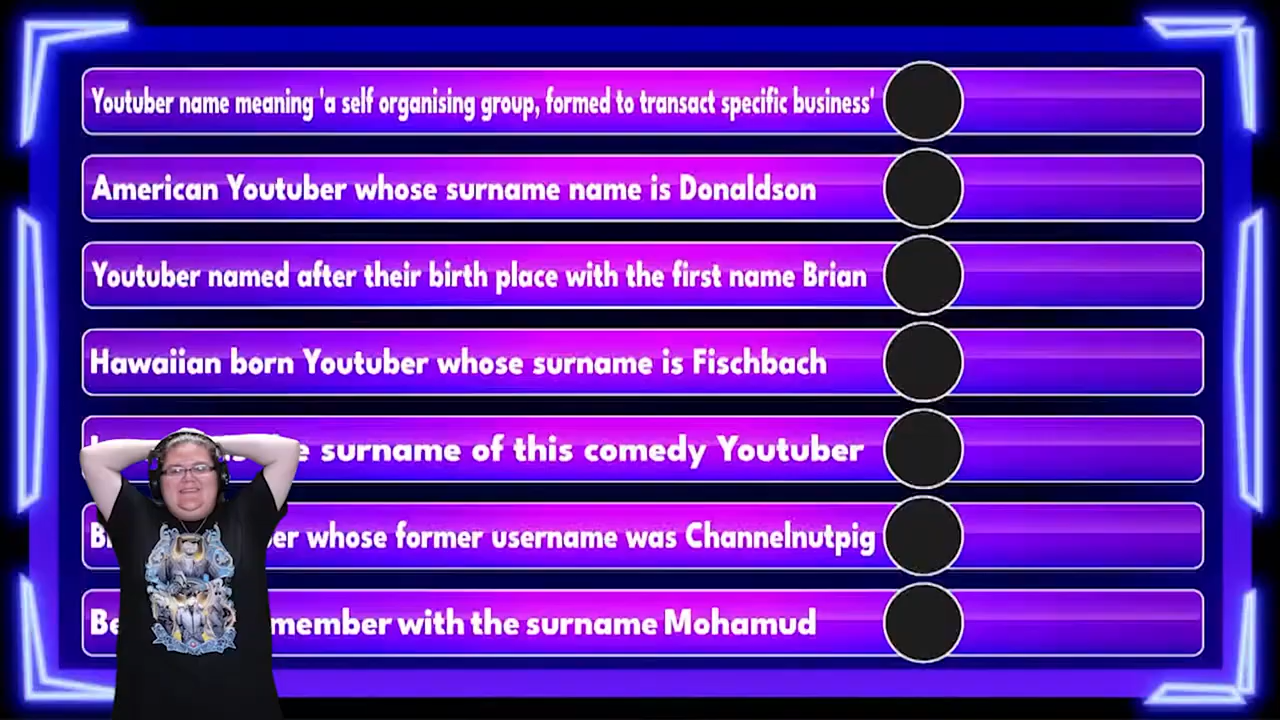 Youtuber name meaning 'a self organising group, formed to transact specific business'
American Youtuber whose surname name is Donaldson
Youtuber named after their birth place with the first name Brian
Hawaiian born Youtuber whose surname is Fischbach
surname of this comedy Youtuber
whose former username was Channelnutpig
member with the surname Mohamud